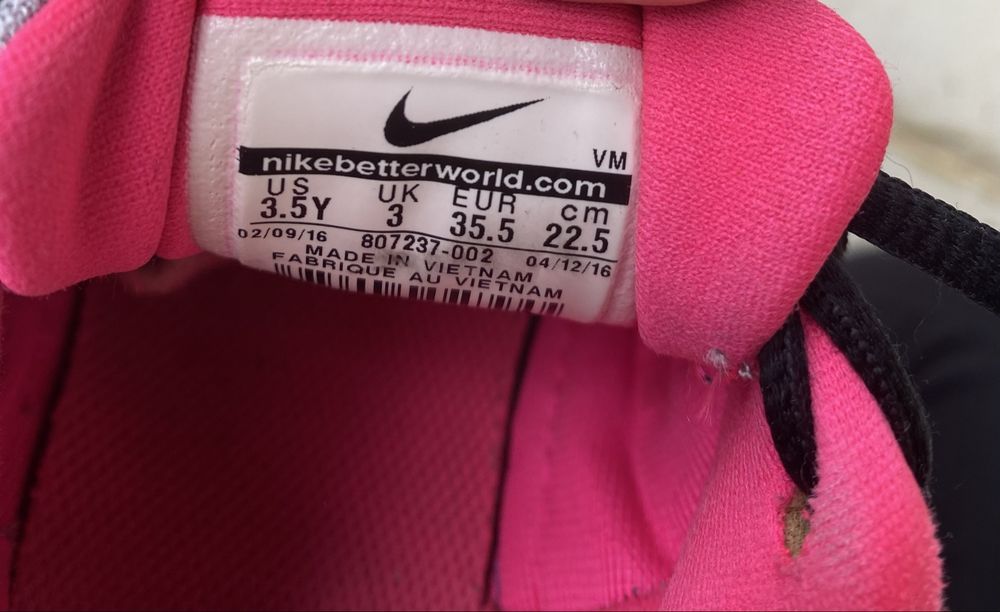 VM
nikebetterworld.com
US UK EUR cm
3.5Y 3 35.5 22.5
02/09/16 807237-002 04/12/16
MADE IN VIETNAM
FABRIQUE AU VIETNAM